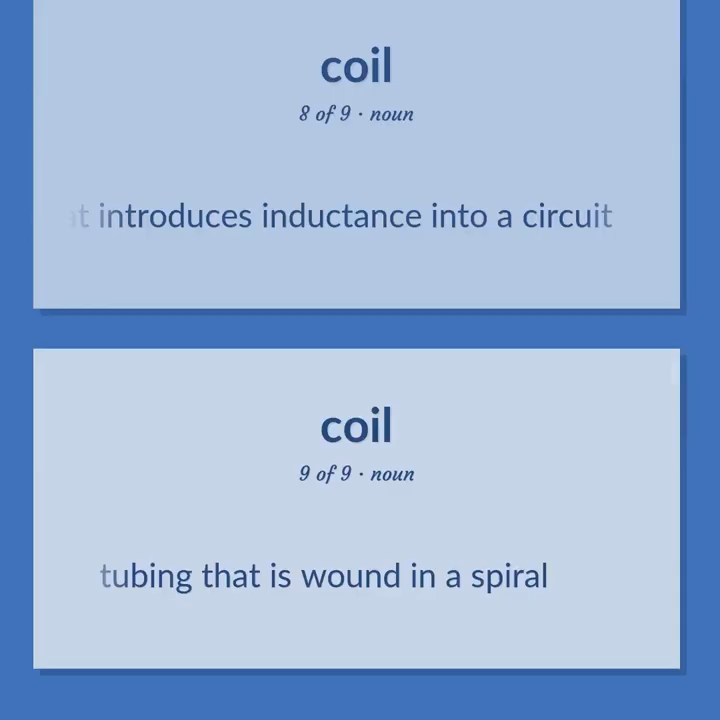 coil
8 of 9 · noun
introduces inductance into a circuit
coil
9 of 9 · noun
tubing that is wound in a spiral